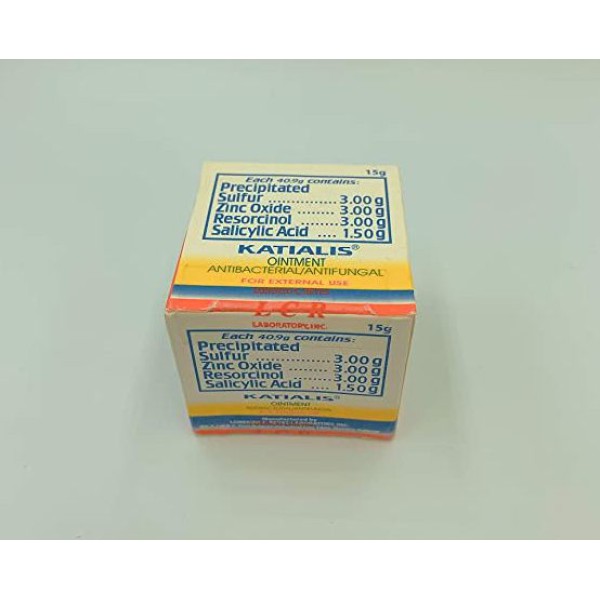 15g
Each 40.9g contains:
Precipitated
Sulfur .................. 3.00 g
Zinc Oxide ........ 3.00 g
Resorcinol ........ 3.00 g
Salicylic Acid .... 1.50 g
KATIALIS®
OINTMENT
ANTIBACTERIAL/ANTIFUNGAL
FOR EXTERNAL USE
LCR
LABORATORY, INC.
15g
Each 40.9g contains:
Precipitated
Sulfur .................. 3.00 g
Zinc Oxide ........ 3.00 g
Resorcinol ........ 3.00 g
Salicylic Acid .... 1.50 g
KATIALIS®
OINTMENT
ANTIBACTERIAL/ANTIFUNGAL
Manufactured by